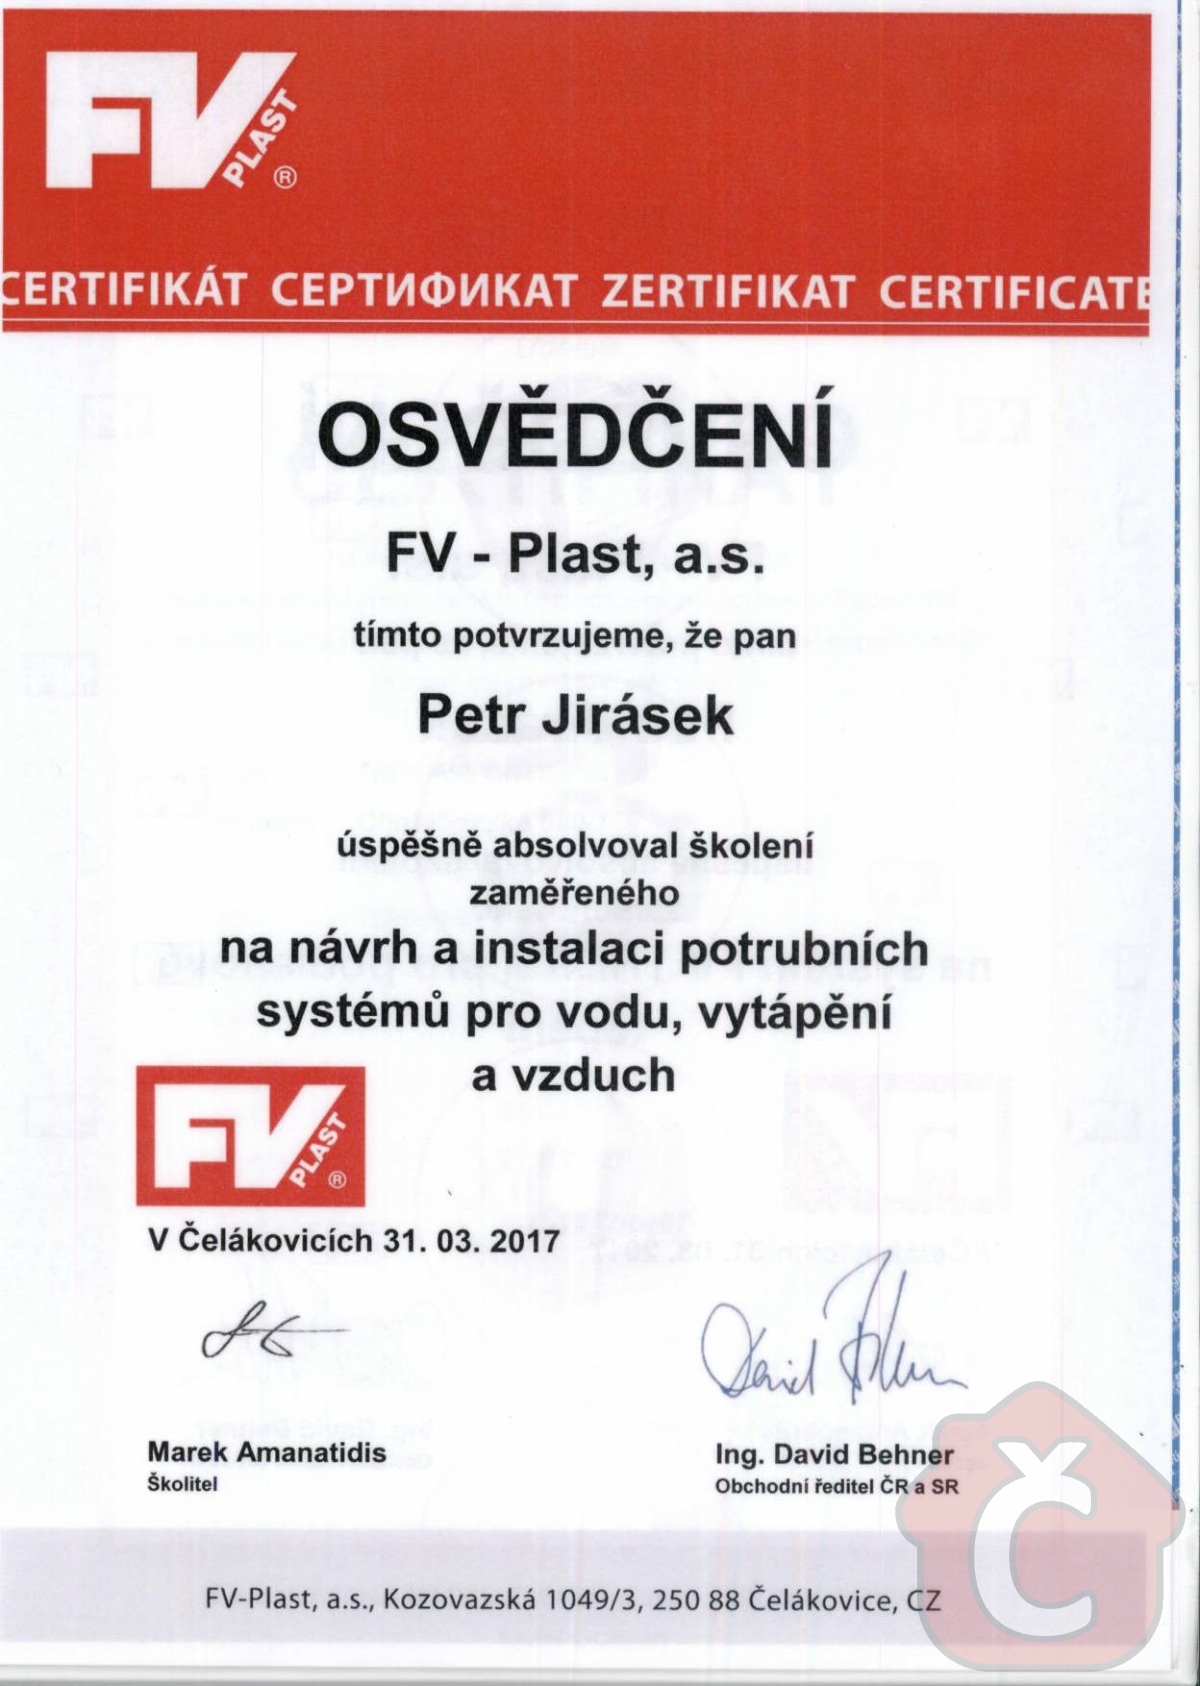 FV
PLAST
®
CERTIFIKÁT СЕРТИФИКАТ ZERTIFIKAT CERTIFICATE
OSVĚDČENÍ
FV - Plast, a.s.
tímto potvrzujeme, že pan
Petr Jirásek
úspěšně absolvoval školení
zaměřeného
na návrh a instalaci potrubních
systémů pro vodu, vytápění
a vzduch
FV
PLAST
®
V Čelákovicích 31. 03. 2017
Marek Amanatidis
Školitel
Ing. David Behner
Obchodní ředitel ČR a SR
FV-Plast, a.s., Kozovazská 1049/3, 250 88 Čelákovice, CZ
Č